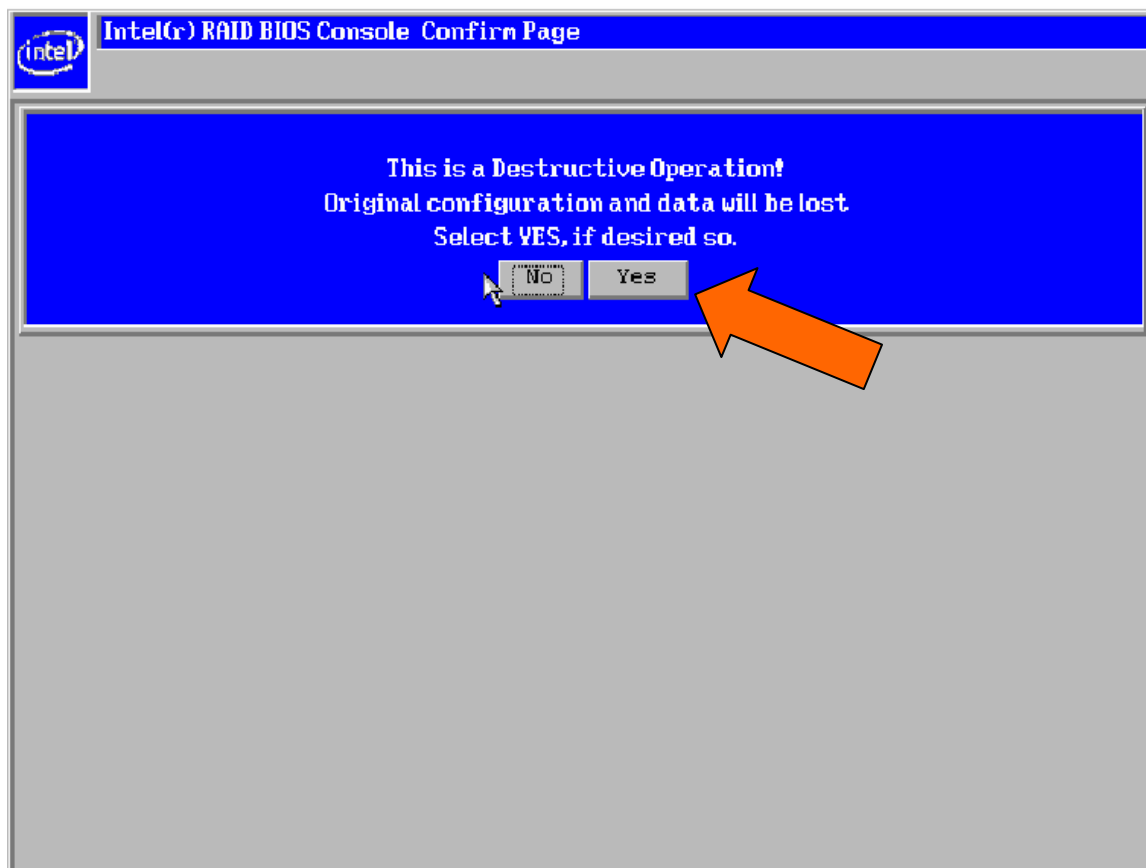 intel
Intel(r) RAID BIOS Console Confirm Page
This is a Destructive Operation!
Original configuration and data will be lost
Select YES, if desired so.
No Yes